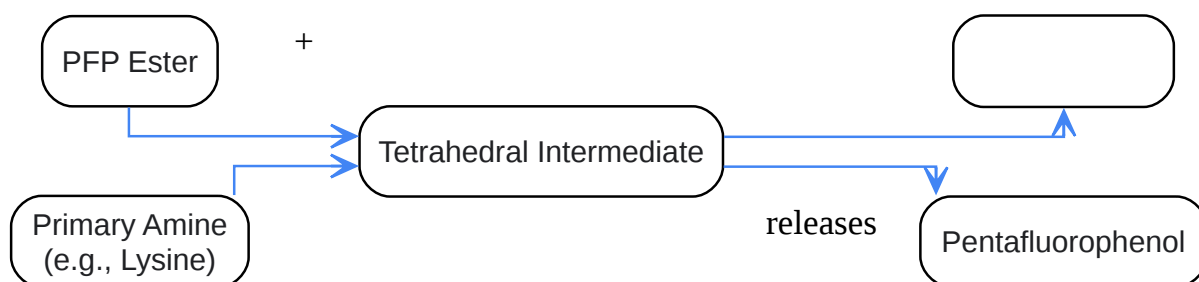 PFP Ester
+
Tetrahedral Intermediate
Primary Amine
(e.g., Lysine)
releases
Pentafluorophenol